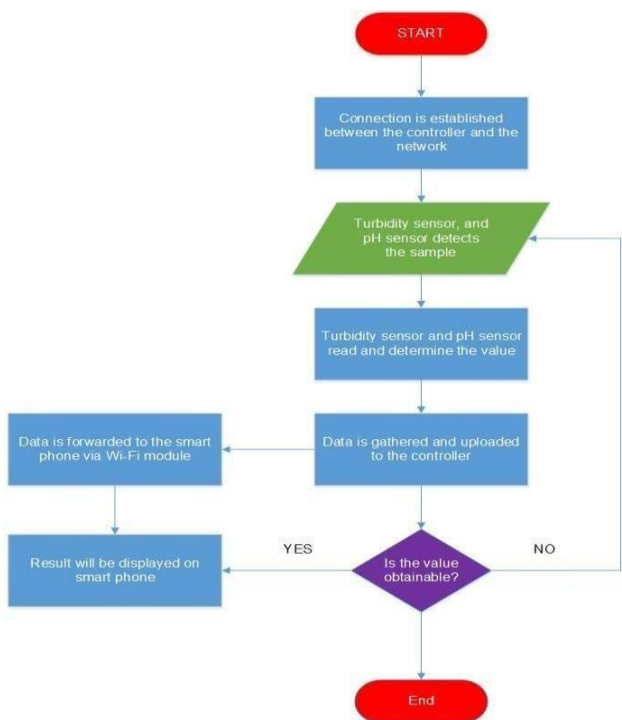 START
Connection is established
between the controller and the
network
Turbidity sensor, and
pH sensor detects
the sample
Turbidity sensor and pH sensor
read and determine the value
Data is forwarded to the smart
phone via Wi-Fi module
Data is gathered and uploaded
to the controller
YES
NO
Result will be displayed on
smart phone
Is the value
obtainable?
End